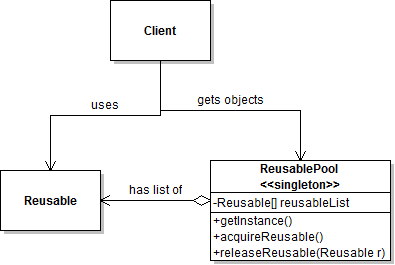 Client
uses
gets objects
Reusable
has list of
ReusablePool
<<singleton>>
-Reusable[] reusableList
+getInstance()
+acquireReusable()
+releaseReusable(Reusable r)